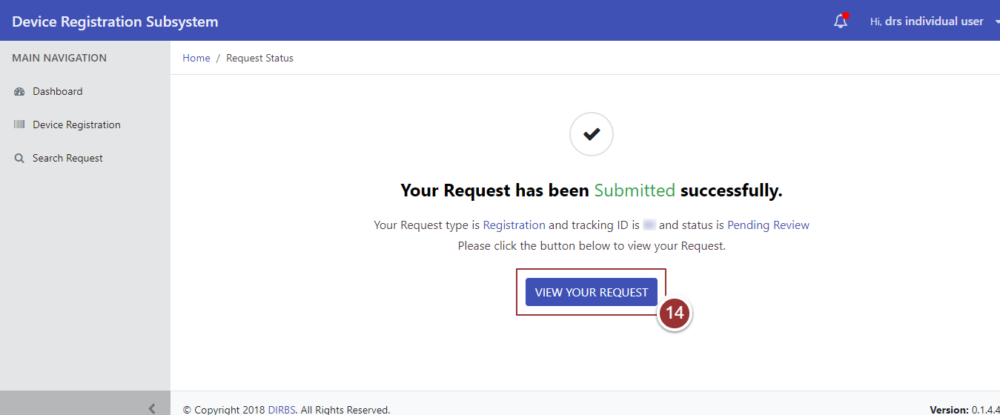 Device Registration Subsystem
Hi, drs individual user
MAIN NAVIGATION
Home / Request Status
Dashboard
Device Registration
Search Request
Your Request has been Submitted successfully.
Your Request type is Registration and tracking ID is and status is Pending Review
Please click the button below to view your Request.
VIEW YOUR REQUEST
14
© Copyright 2018 DIRBS. All Rights Reserved.
Version: 0.1.4.4